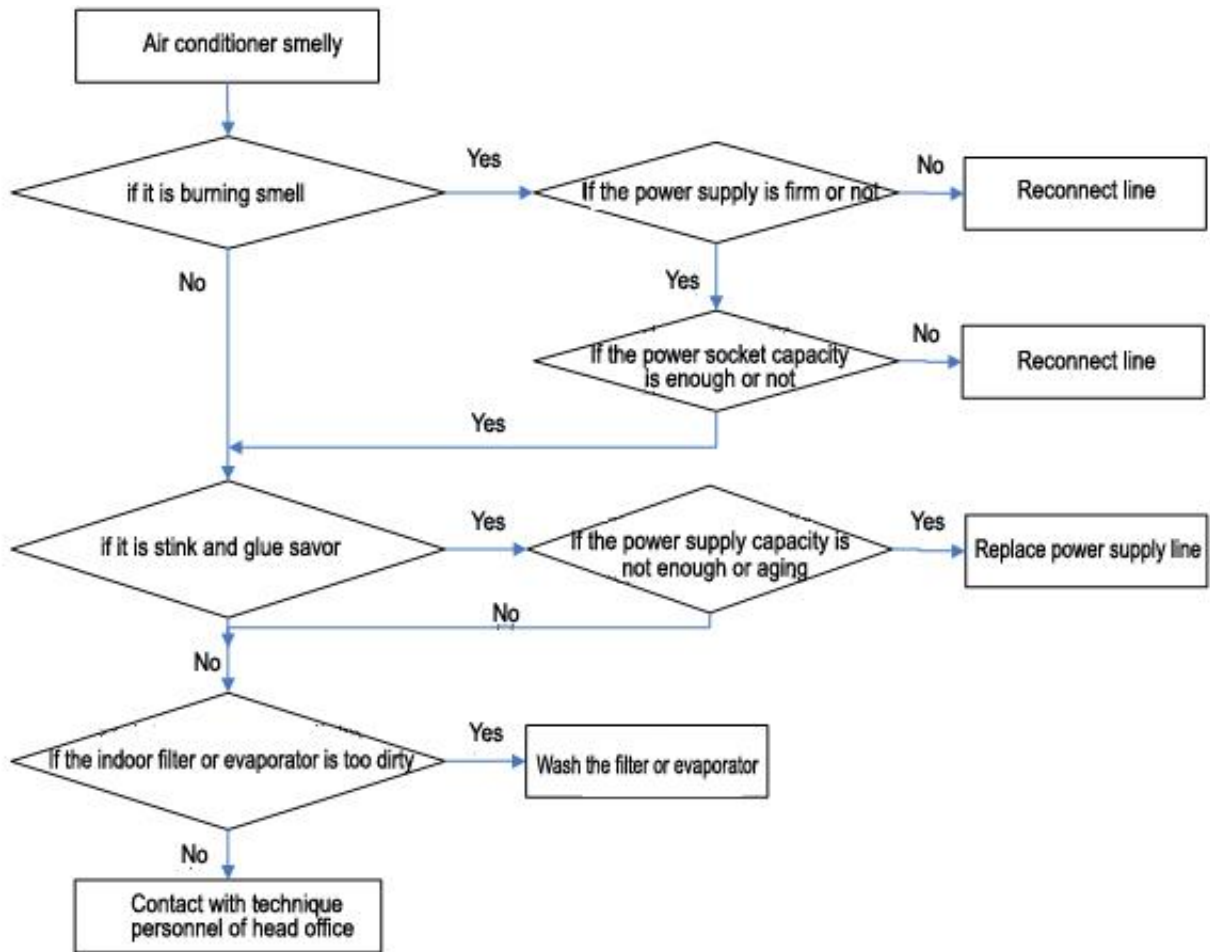 Air conditioner smelly
if it is burning smell
Yes
If the power supply is firm or not
No
Reconnect line
No
Yes
If the power socket capacity
is enough or not
No
Reconnect line
Yes
if it is stink and glue savor
Yes
If the power supply capacity is
not enough or aging
Yes
Replace power supply line
No
No
If the indoor filter or evaporator is too dirty
Yes
Wash the filter or evaporator
No
Contact with technique
personnel of head office